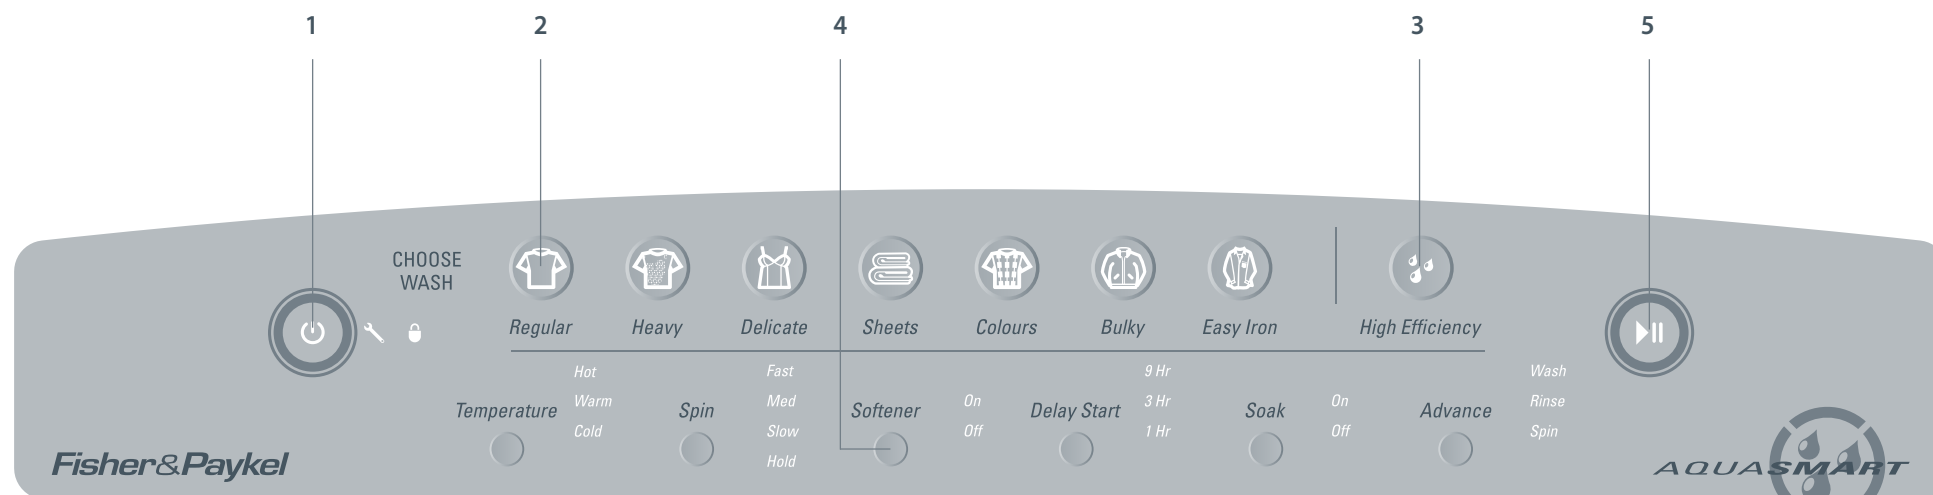 1 2 4 3 5
CHOOSE
WASH
Regular Heavy Delicate Sheets Colours Bulky Easy Iron High Efficiency
Hot Fast 9 Hr Wash
Warm Med On 3 Hr On Rinse
Temperature Spin Softener Delay Start Soak Advance
Cold Slow Off 1 Hr Off Spin
Hold
Fisher&Paykel
AQUASMART